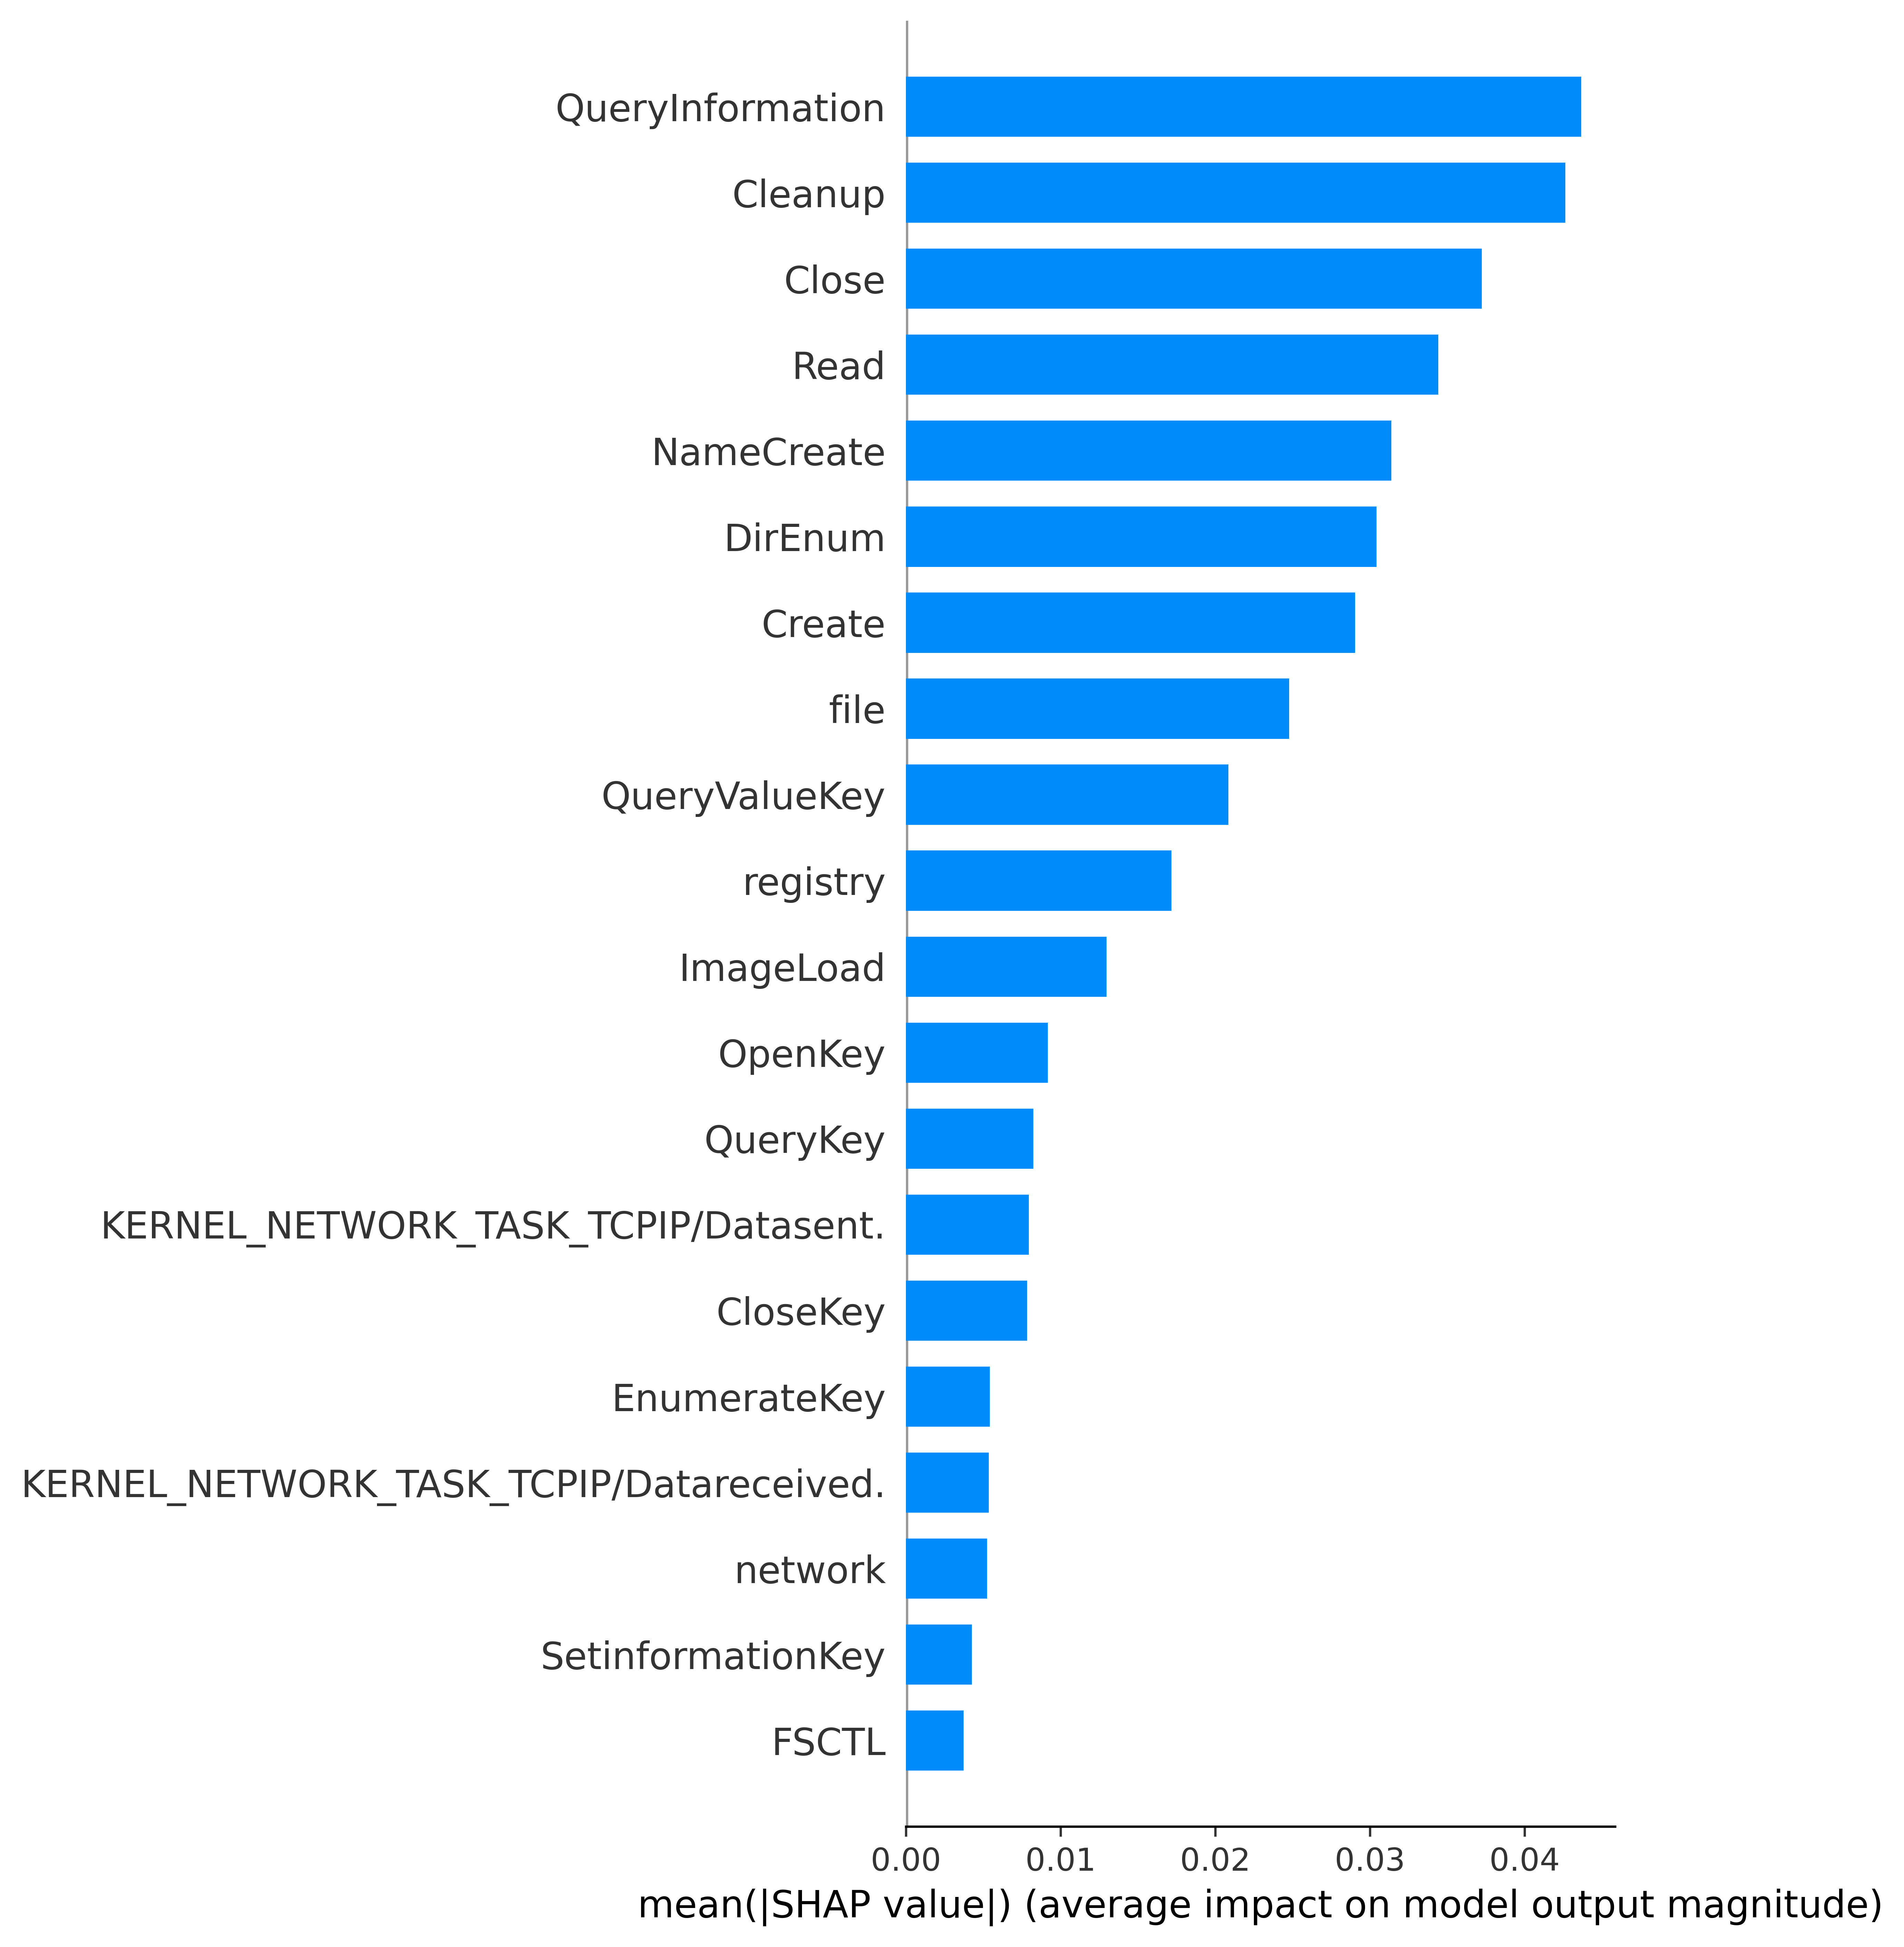 QueryInformation
Cleanup
Close
Read
NameCreate
DirEnum
Create
file
QueryValueKey
registry
ImageLoad
OpenKey
QueryKey
KERNEL_NETWORK_TASK_TCPIP/Datasent.
CloseKey
EnumerateKey
KERNEL_NETWORK_TASK_TCPIP/Datareceived.
network
SetinformationKey
FSCTL
0.00 0.01 0.02 0.03 0.04
mean(|SHAP value|) (average impact on model output magnitude)